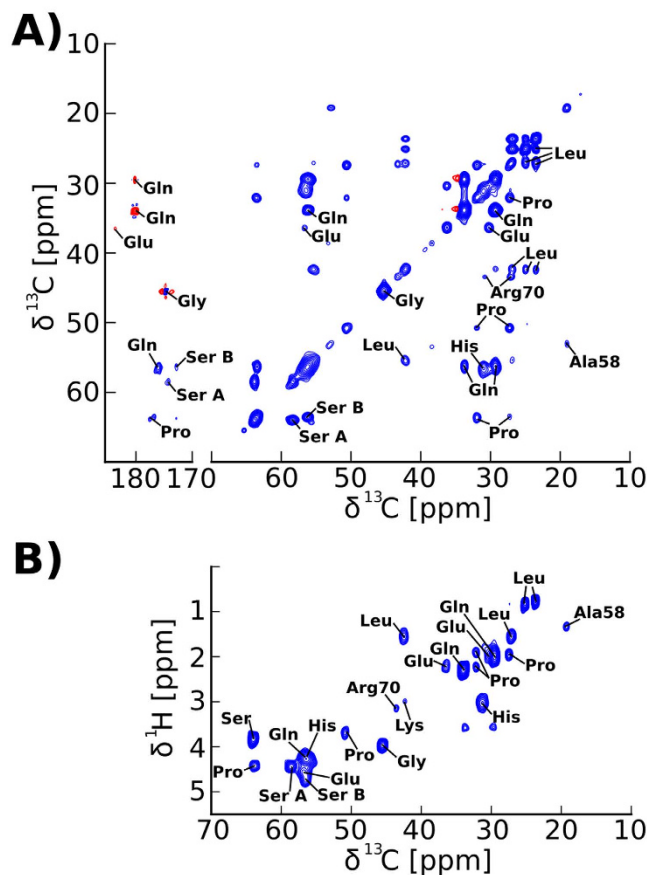 A)
10
20
30
40
50
60
δ¹³C [ppm]
Gln
Gln
Glu
Gly
Gln
Ser B
Ser A
Pro
Gln
Glu
Gly
Leu
Ser B
Ser A
Leu
Pro
Gln
Glu
Leu
Arg70
Pro
His
Ala58
Gln
Pro
180 170 60 50 40 30 20 10
δ¹³C [ppm]
B)
1
2
3
4
5
δ¹H [ppm]
Leu
Leu
Gln
Leu
Ala58
Glu
Gln
Glu
Pro
Pro
Arg70
Lys
His
Ser
Gln
His
Pro
Gly
Pro
Glu
Ser A
Ser B
70 60 50 40 30 20 10
δ¹³C [ppm]